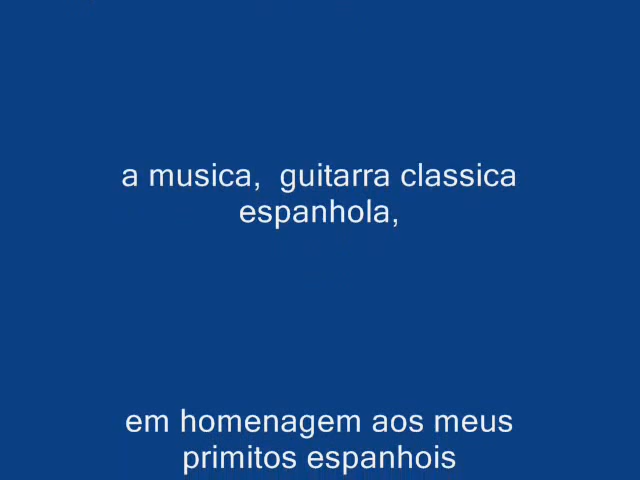 a musica,  guitarra classica
espanhola,
em homenagem aos meus
primitos espanhois